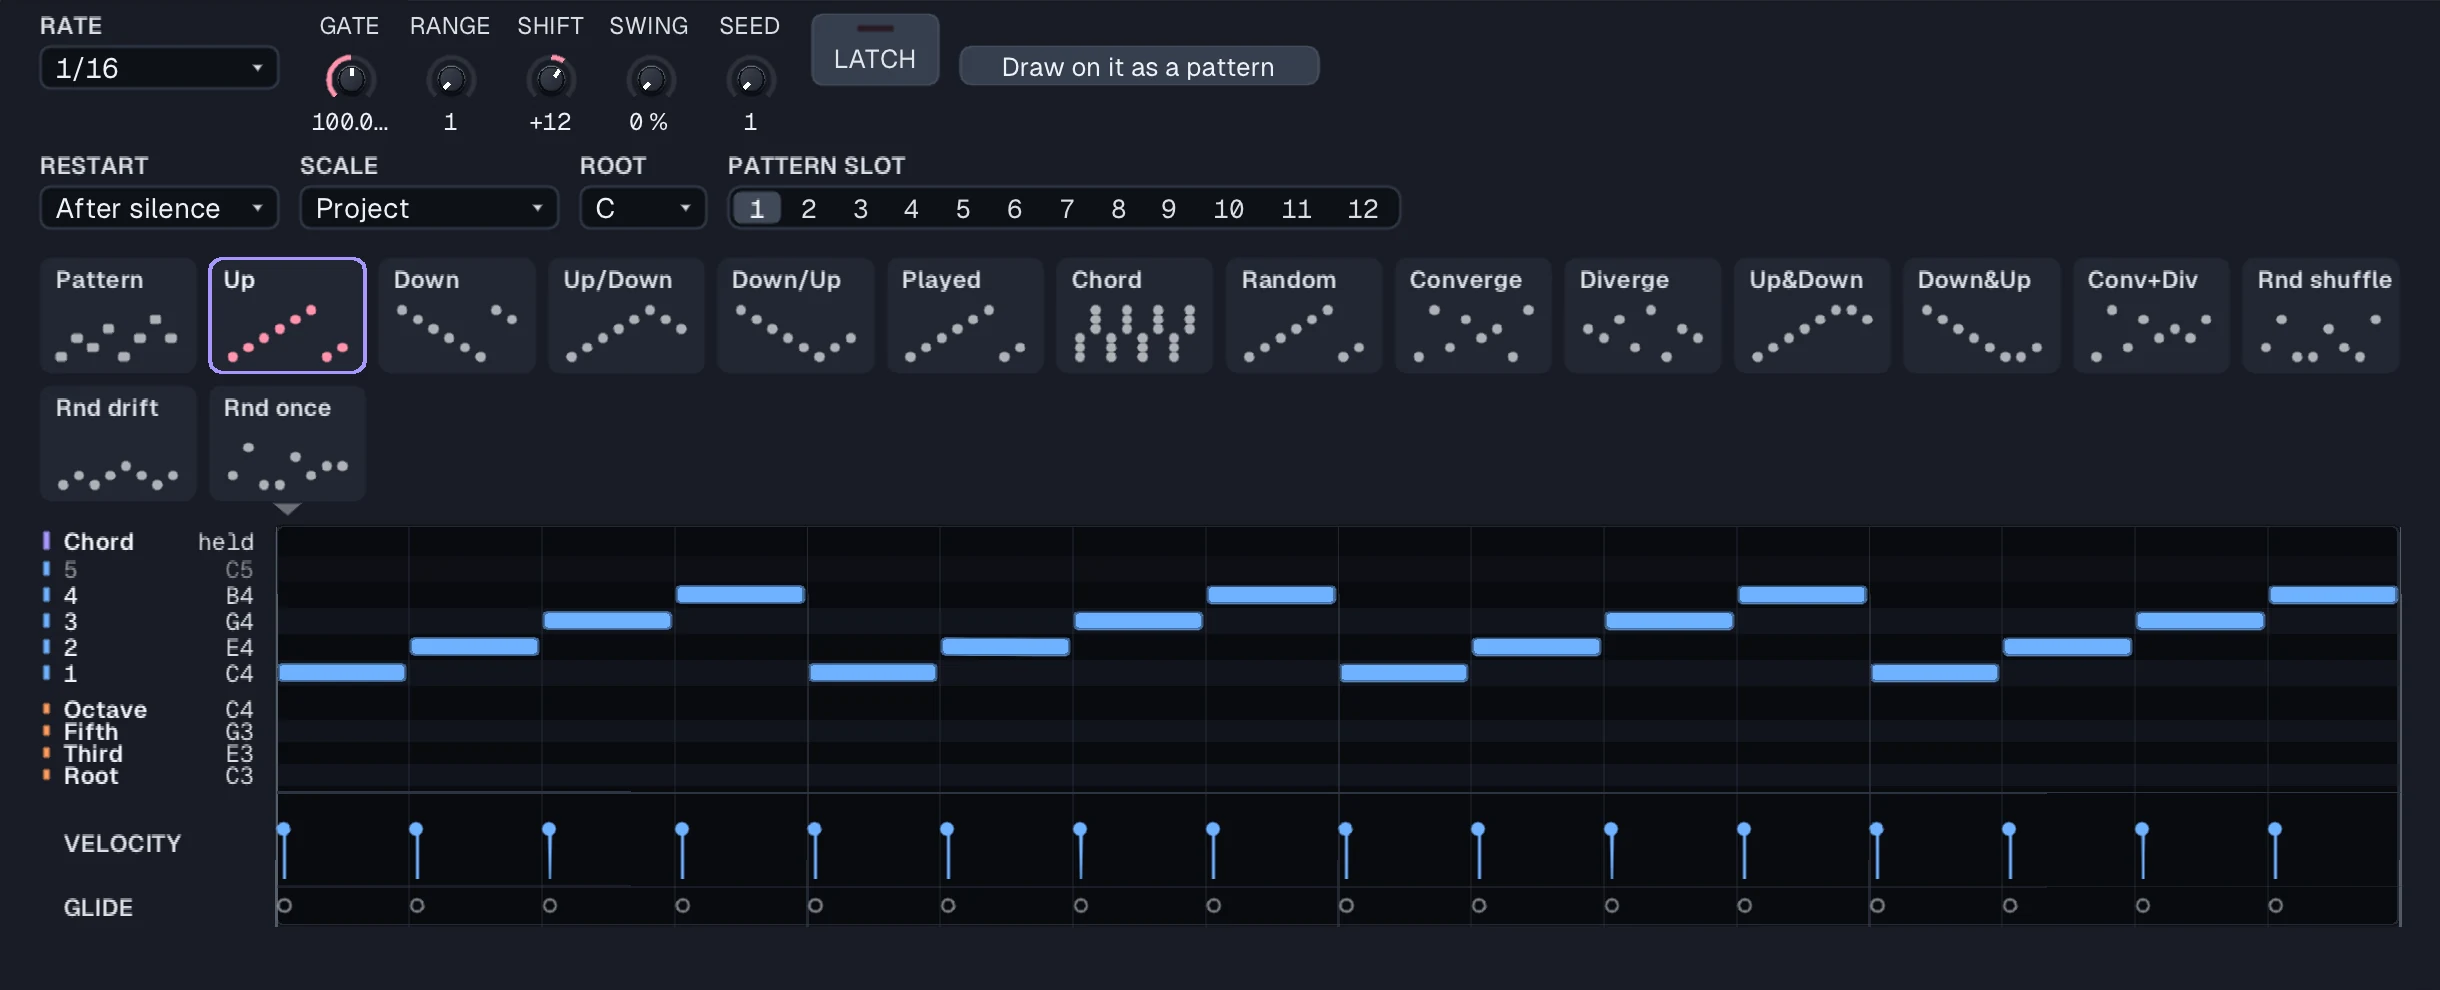 RATE GATE RANGE SHIFT SWING SEED
1/16 LATCH Draw on it as a pattern
100.0... 1 +12 0 % 1
RESTART SCALE ROOT PATTERN SLOT
After silence Project C 1 2 3 4 5 6 7 8 9 10 11 12
Pattern Up Down Up/Down Down/Up Played Chord Random Converge Diverge Up&Down Down&Up Conv+Div Rnd shuffle
Rnd drift Rnd once
Chord held
5 C5
4 B4
3 G4
2 E4
1 C4
Octave C4
Fifth G3
Third E3
Root C3
VELOCITY
GLIDE